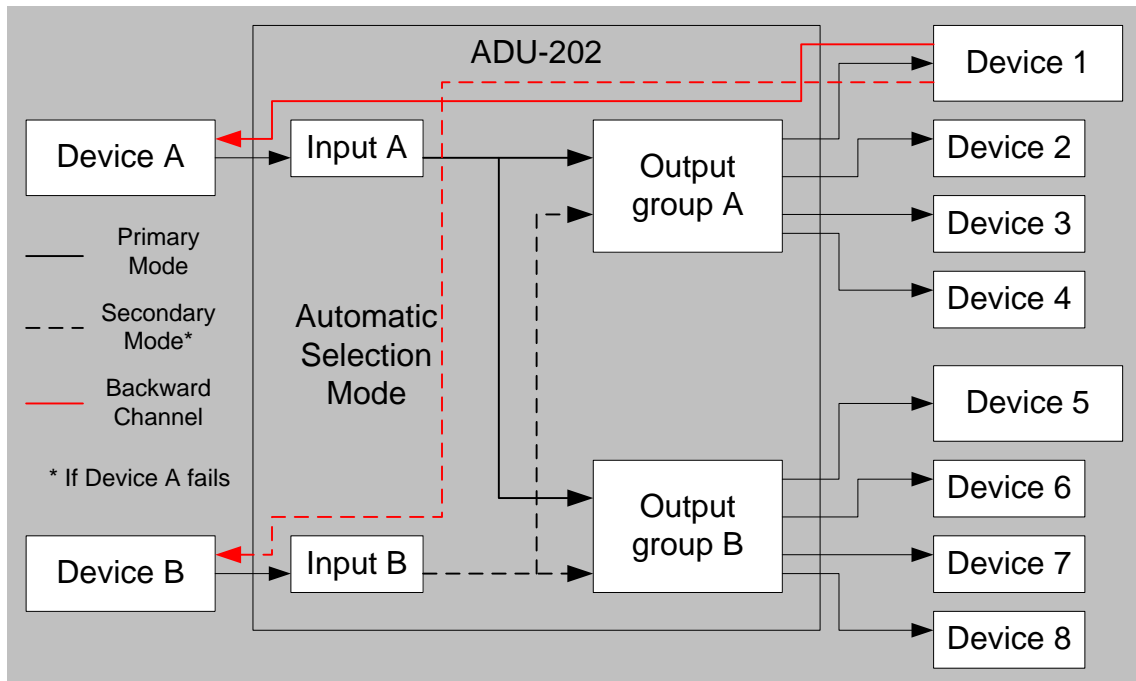 ADU-202
Device A
Input A
Output
group A
Device 1
Device 2
Device 3
Device 4
Primary
Mode
Secondary
Mode*
Backward
Channel
* If Device A fails
Automatic
Selection
Mode
Device B
Input B
Output
group B
Device 5
Device 6
Device 7
Device 8